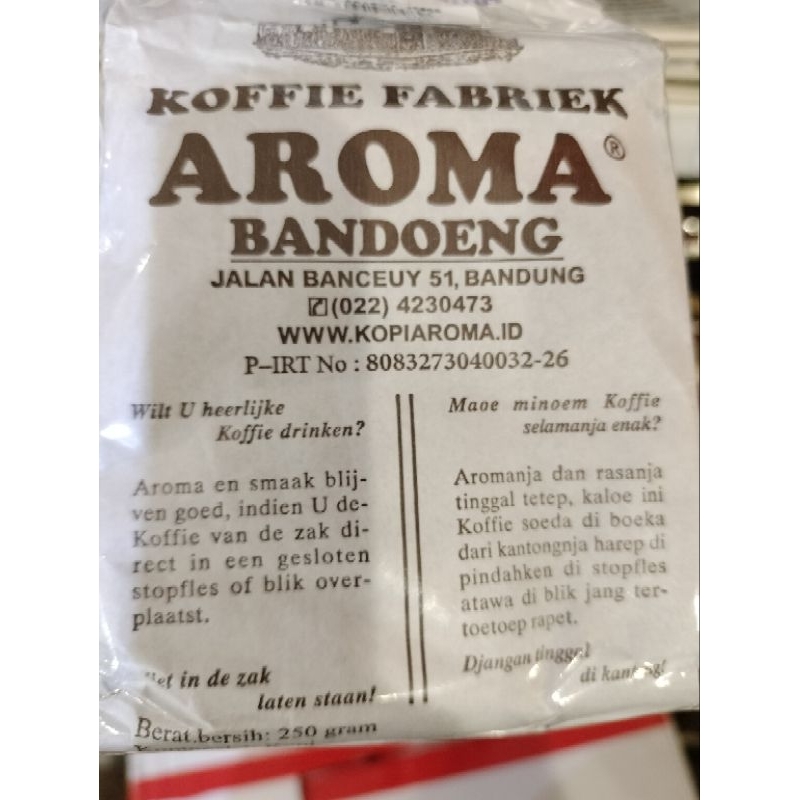 KOFFIE FABRIEK
AROMA®
BANDOENG
JALAN BANCEUY 51, BANDUNG
✆(022) 4230473
WWW.KOPIAROMA.ID
P-IRT No : 8083273040032-26
Wilt U heerlijke
Koffie drinken?
Aroma en smaak blij-
ven goed, indien U de-
Koffie van de zak di-
rect in een gesloten
stopfles of blik over-
plaatst.
in de zak
laten staan!
Berat bersih: 250 gram
Maoe minoem Koffie
selamanja enak?
Aromanja dan rasanja
tinggal tetep, kaloe ini
Koffie soeda di boeka
dari kantongnja harep di
pindahken di stopfles
atawa di blik jang ter-
toetoep rapet.
Djangan tinggal
di